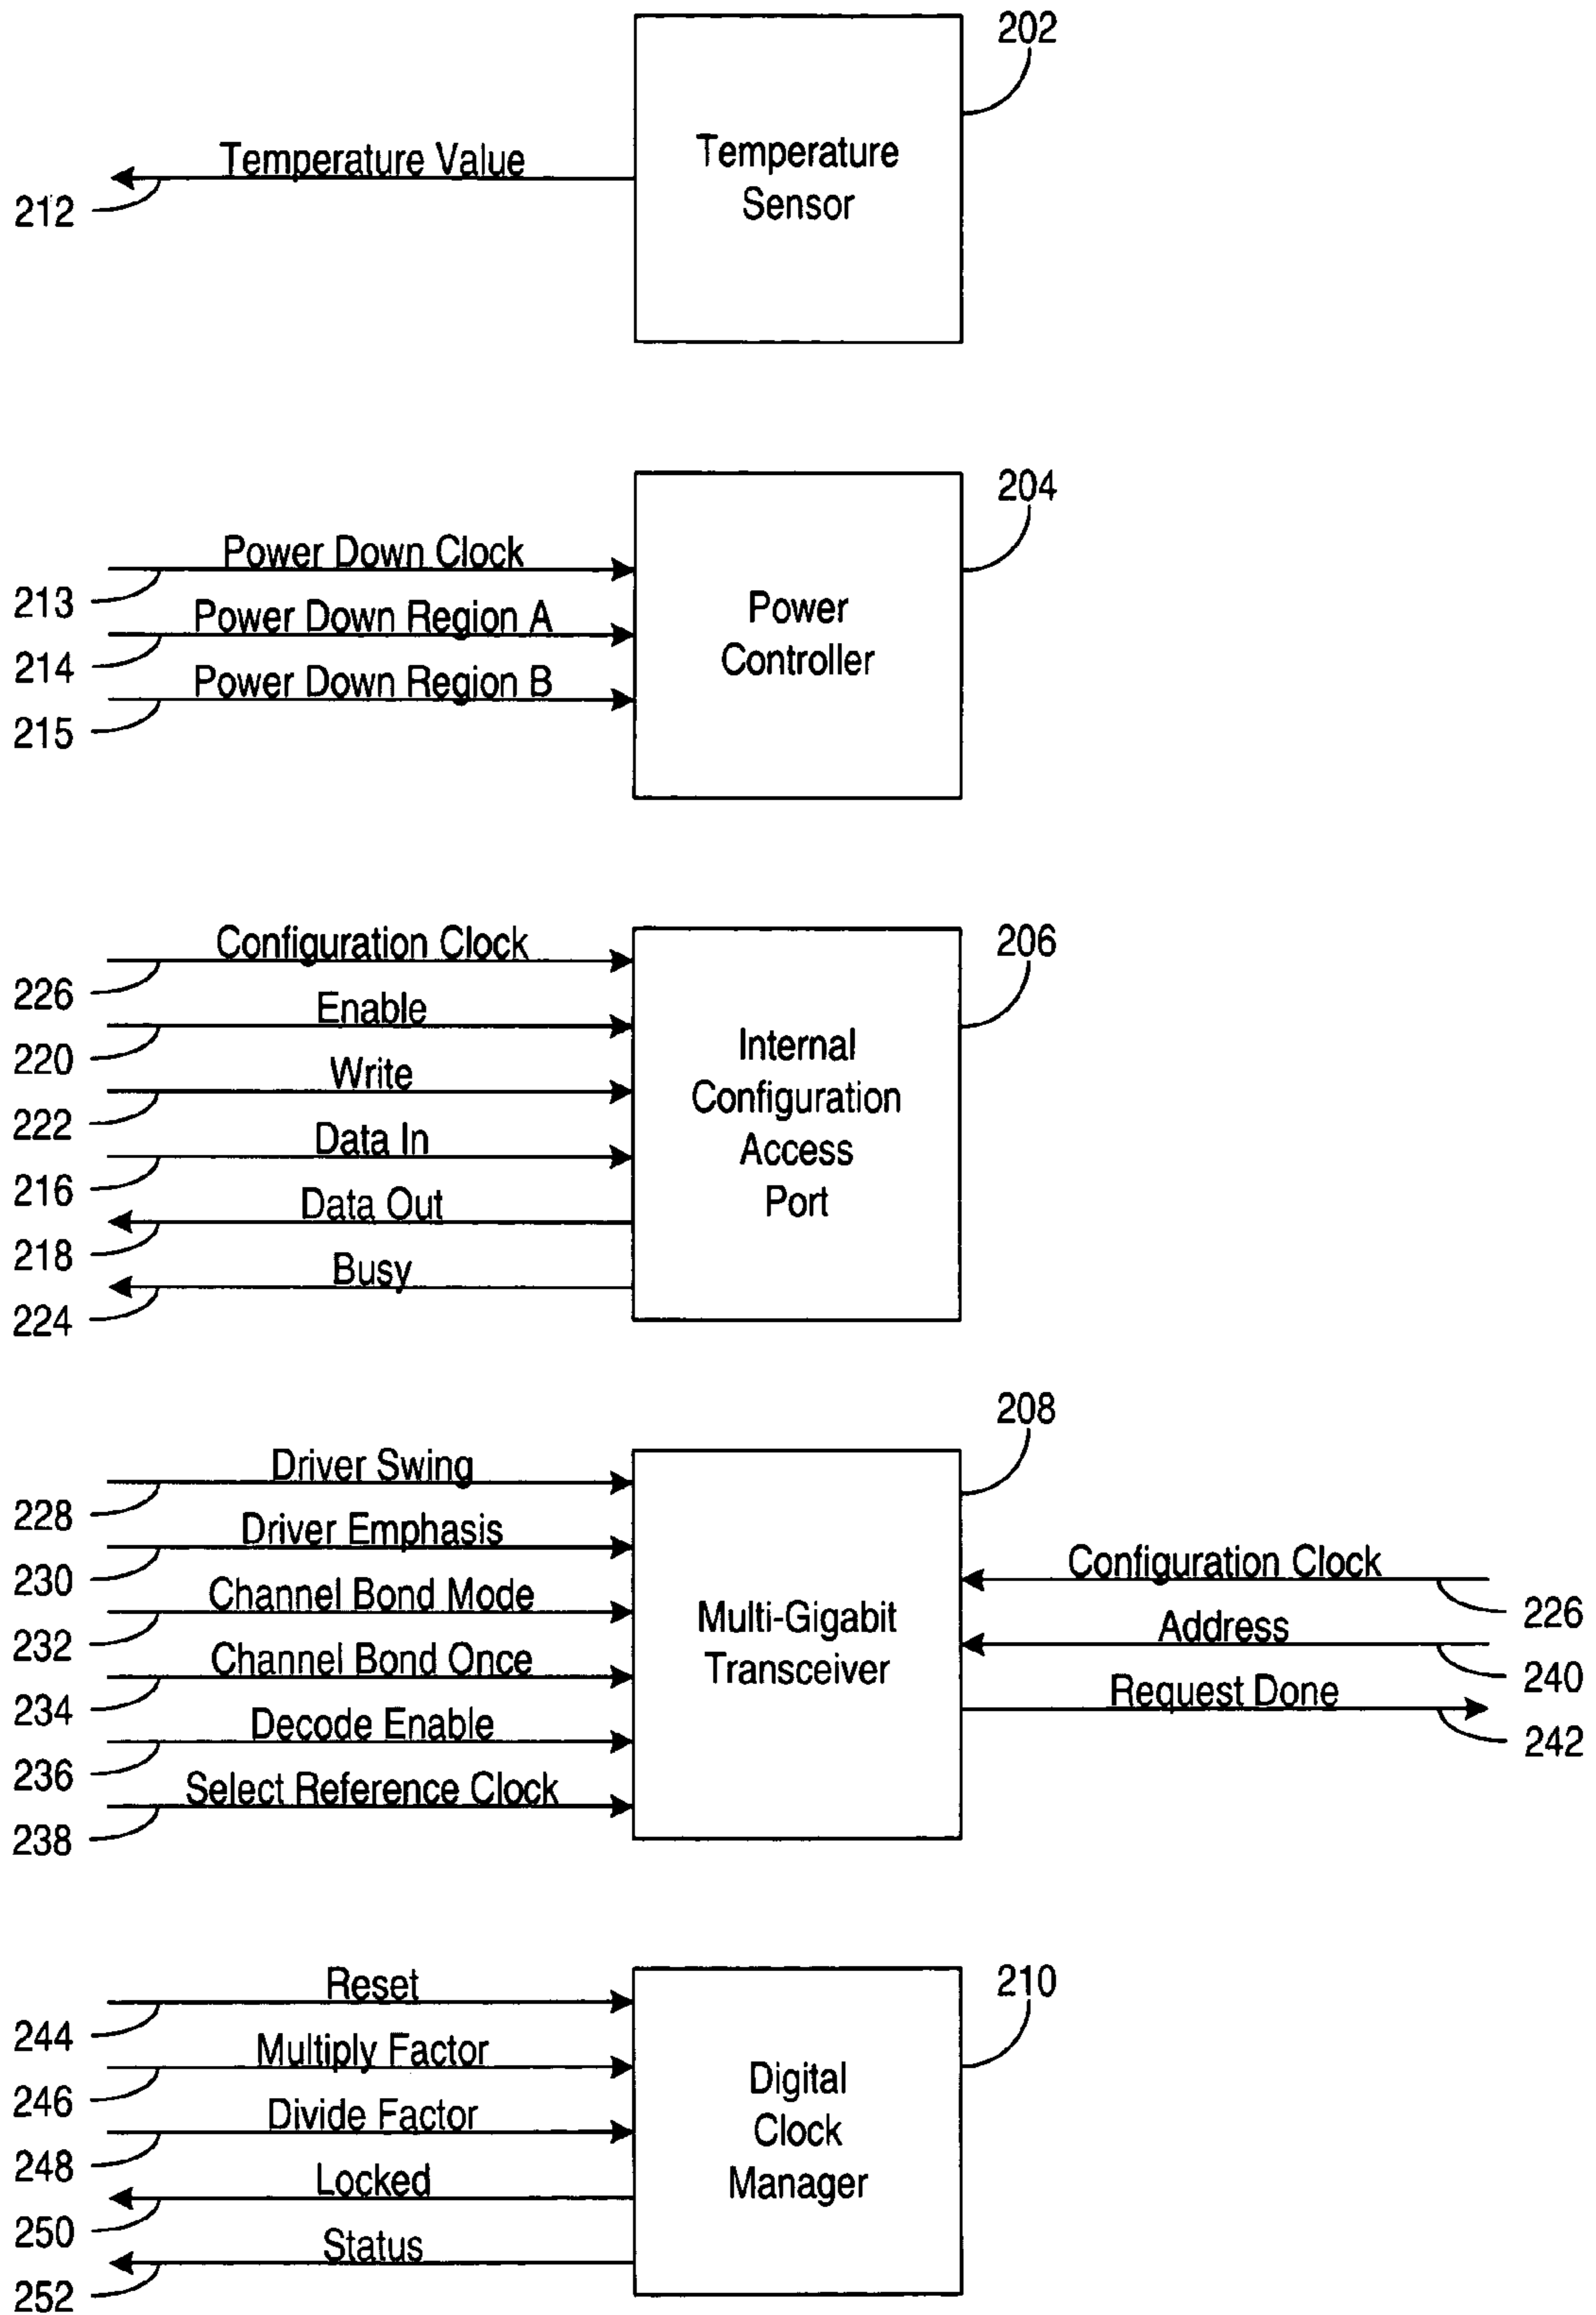 202
Temperature Value
Temperature
Sensor
212
204
Power Down Clock
213
Power Down Region A
Power
Controller
214
Power Down Region B
215
Configuration Clock
206
226
Enable
220
Internal
Configuration
Access
Port
Write
222
Data In
216
Data Out
218
Busy
224
208
Driver Swing
228
Driver Emphasis
230
Configuration Clock
226
Channel Bond Mode
232
Multi-Gigabit
Transceiver
Address
240
Channel Bond Once
234
Request Done
242
Decode Enable
236
Select Reference Clock
238
210
Reset
244
Multiply Factor
246
Digital
Clock
Manager
Divide Factor
248
Locked
250
Status
252